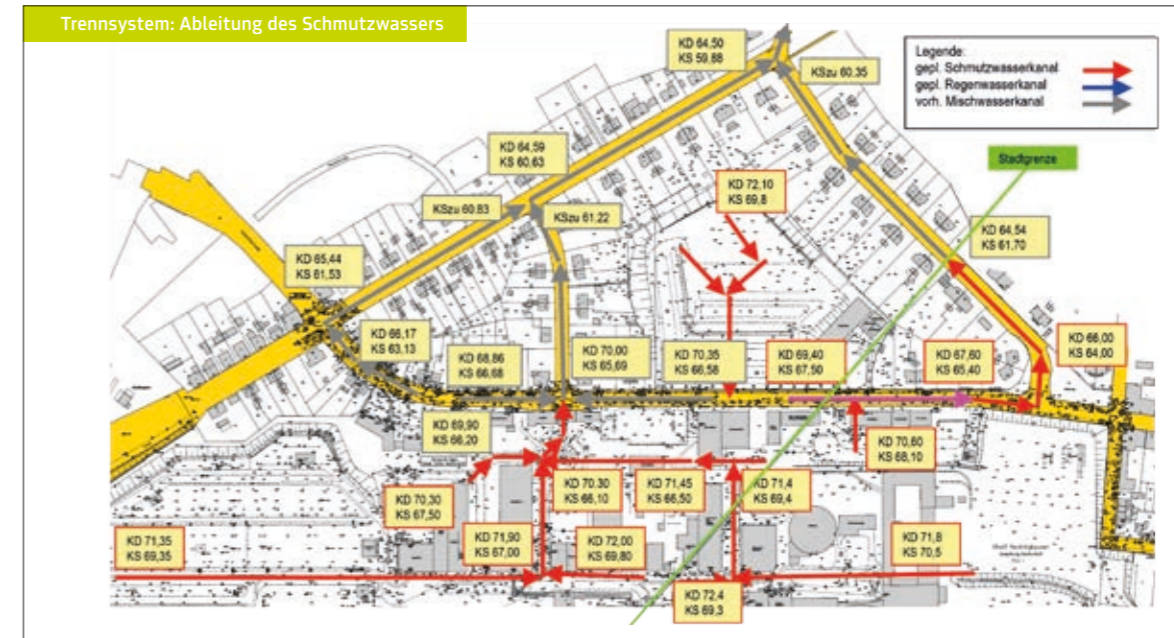 Trennsystem: Ableitung des Schmutzwassers
KD 64,50
KS 59,88
KSzu 60,35
Legende:
gepl. Schmutzwasserkanal
gepl. Regenwasserkanal
vorh. Mischwasserkanal
Stadtgrenze
KD 64,59
KS 60,63
KD 72,10
KS 69,8
KSzu 60,83
KSzu 61,22
KD 64,54
KS 61,70
KD 65,44
KS 61,53
KD 66,17
KS 63,13
KD 68,86
KS 66,68
KD 70,00
KS 65,69
KD 70,35
KS 66,58
KD 69,40
KS 67,50
KD 67,60
KS 65,40
KD 66,00
KS 64,00
KD 69,90
KS 66,20
KD 70,60
KS 68,10
KD 70,30
KS 67,50
KD 70,30
KS 66,10
KD 71,45
KS 66,50
KD 71,4
KS 69,4
KD 71,35
KS 69,35
KD 71,90
KS 67,00
KD 72,00
KS 69,80
KD 71,8
KS 70,5
KD 72,4
KS 69,3